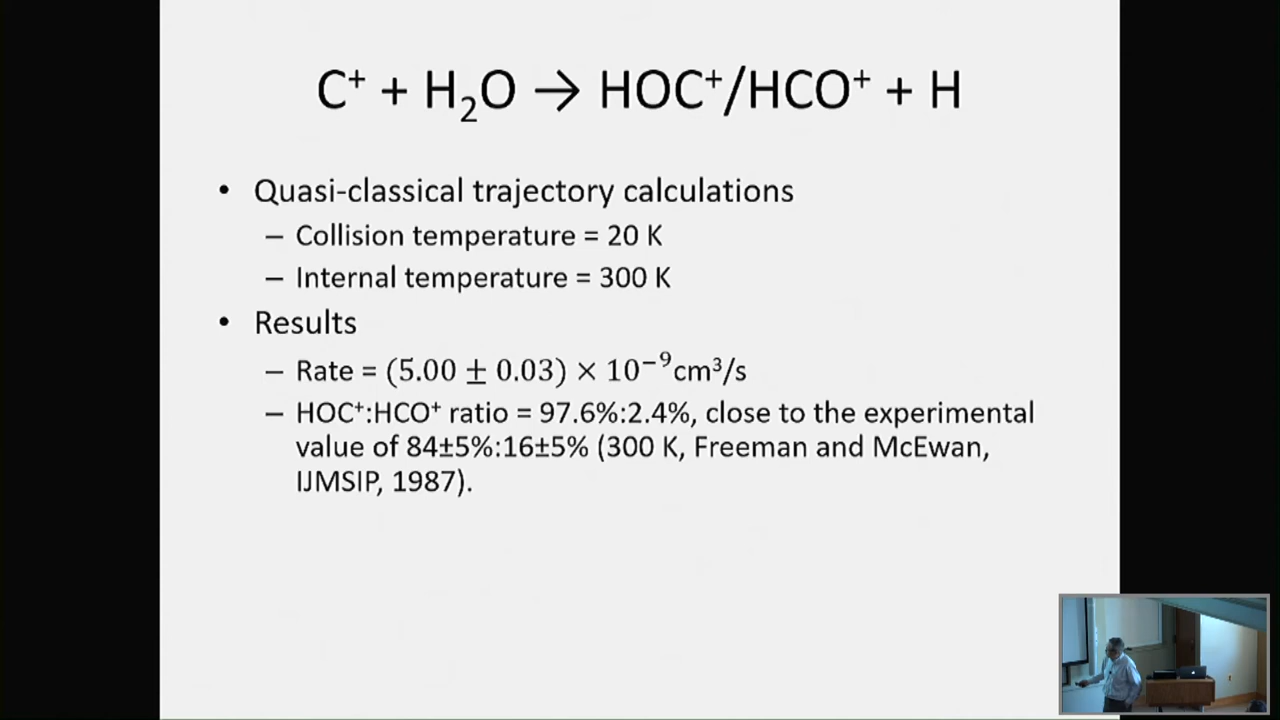 C⁺ + H₂O → HOC⁺/HCO⁺ + H
• Quasi-classical trajectory calculations
– Collision temperature = 20 K
– Internal temperature = 300 K
• Results
– Rate = (5.00 ± 0.03) × 10⁻⁹cm³/s
– HOC⁺:HCO⁺ ratio = 97.6%:2.4%, close to the experimental
value of 84±5%:16±5% (300 K, Freeman and McEwan,
IJMSIP, 1987).